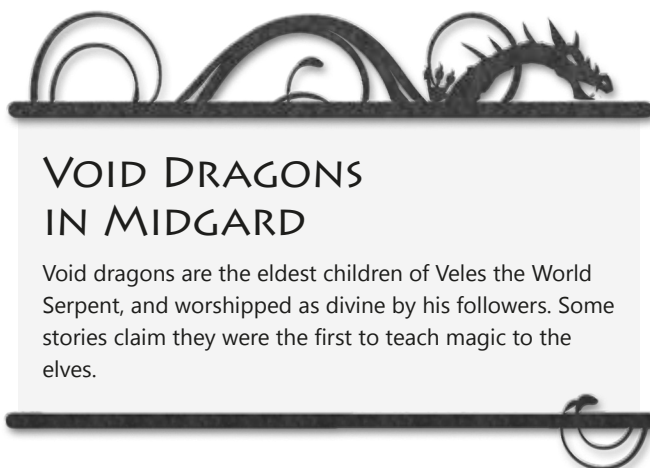 Void Dragons
in Midgard
Void dragons are the eldest children of Veles the World
Serpent, and worshipped as divine by his followers. Some
stories claim they were the first to teach magic to the
elves.